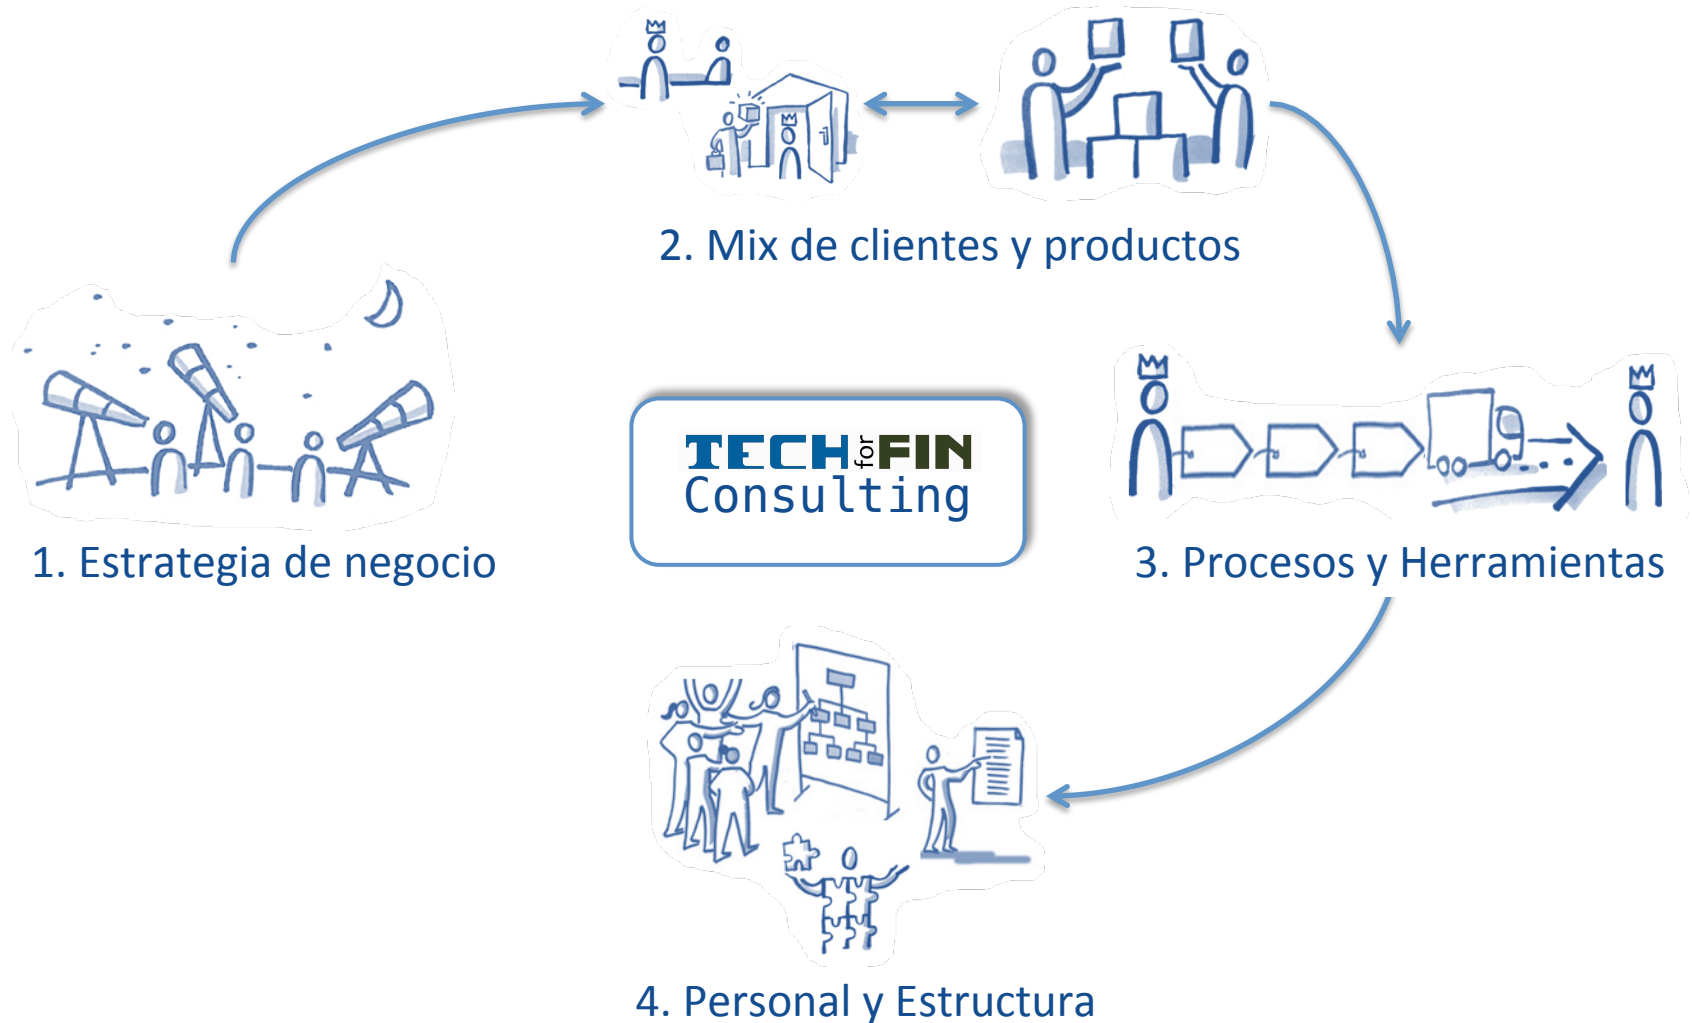 2. Mix de clientes y productos
1. Estrategia de negocio
TECH for FIN
Consulting
3. Procesos y Herramientas
4. Personal y Estructura